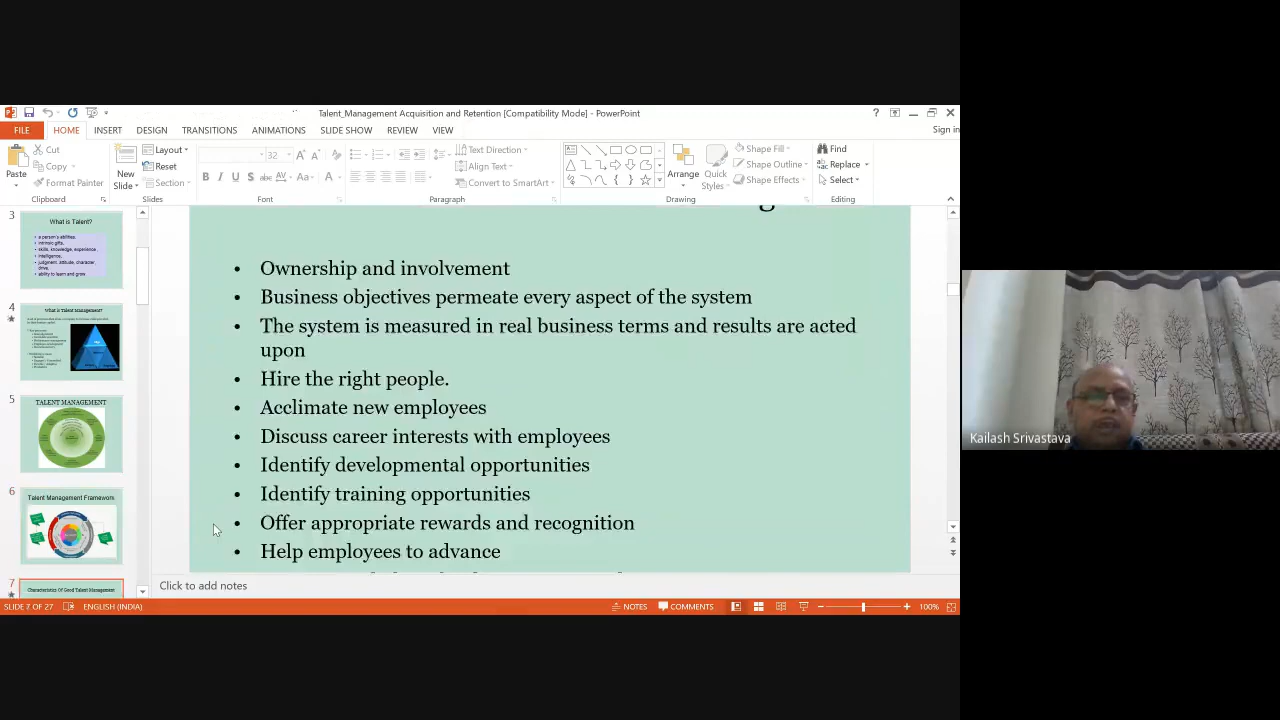 Talent_Management Acquisition and Retention [Compatibility Mode] - PowerPoint
Sign in
FILE HOME INSERT DESIGN TRANSITIONS ANIMATIONS SLIDE SHOW REVIEW VIEW
Paste
Cut
Copy
Format Painter
Clipboard
New Slide
Layout
Reset
Section
Slides
32
Font
Text Direction
Align Text
Convert to SmartArt
Paragraph
Arrange
Quick Styles
Shape Fill
Shape Outline
Shape Effects
Drawing
Find
Replace
Select
Editing
3
What is Talent?
a person's abilities.
intrinsic gifts.
skills, knowledge, experience
intelligence.
judgment, attitude, character, drive.
ability to learn and grow
4
What is Talent Management?
5
TALENT MANAGEMENT
6
Talent Management Framework
7
Characteristics Of Good Talent Management
• Ownership and involvement
• Business objectives permeate every aspect of the system
• The system is measured in real business terms and results are acted
upon
• Hire the right people.
• Acclimate new employees
• Discuss career interests with employees
• Identify developmental opportunities
• Identify training opportunities
• Offer appropriate rewards and recognition
• Help employees to advance
Click to add notes
SLIDE 7 OF 27 ENGLISH (INDIA) NOTES COMMENTS 100%
Kailash Srivastava